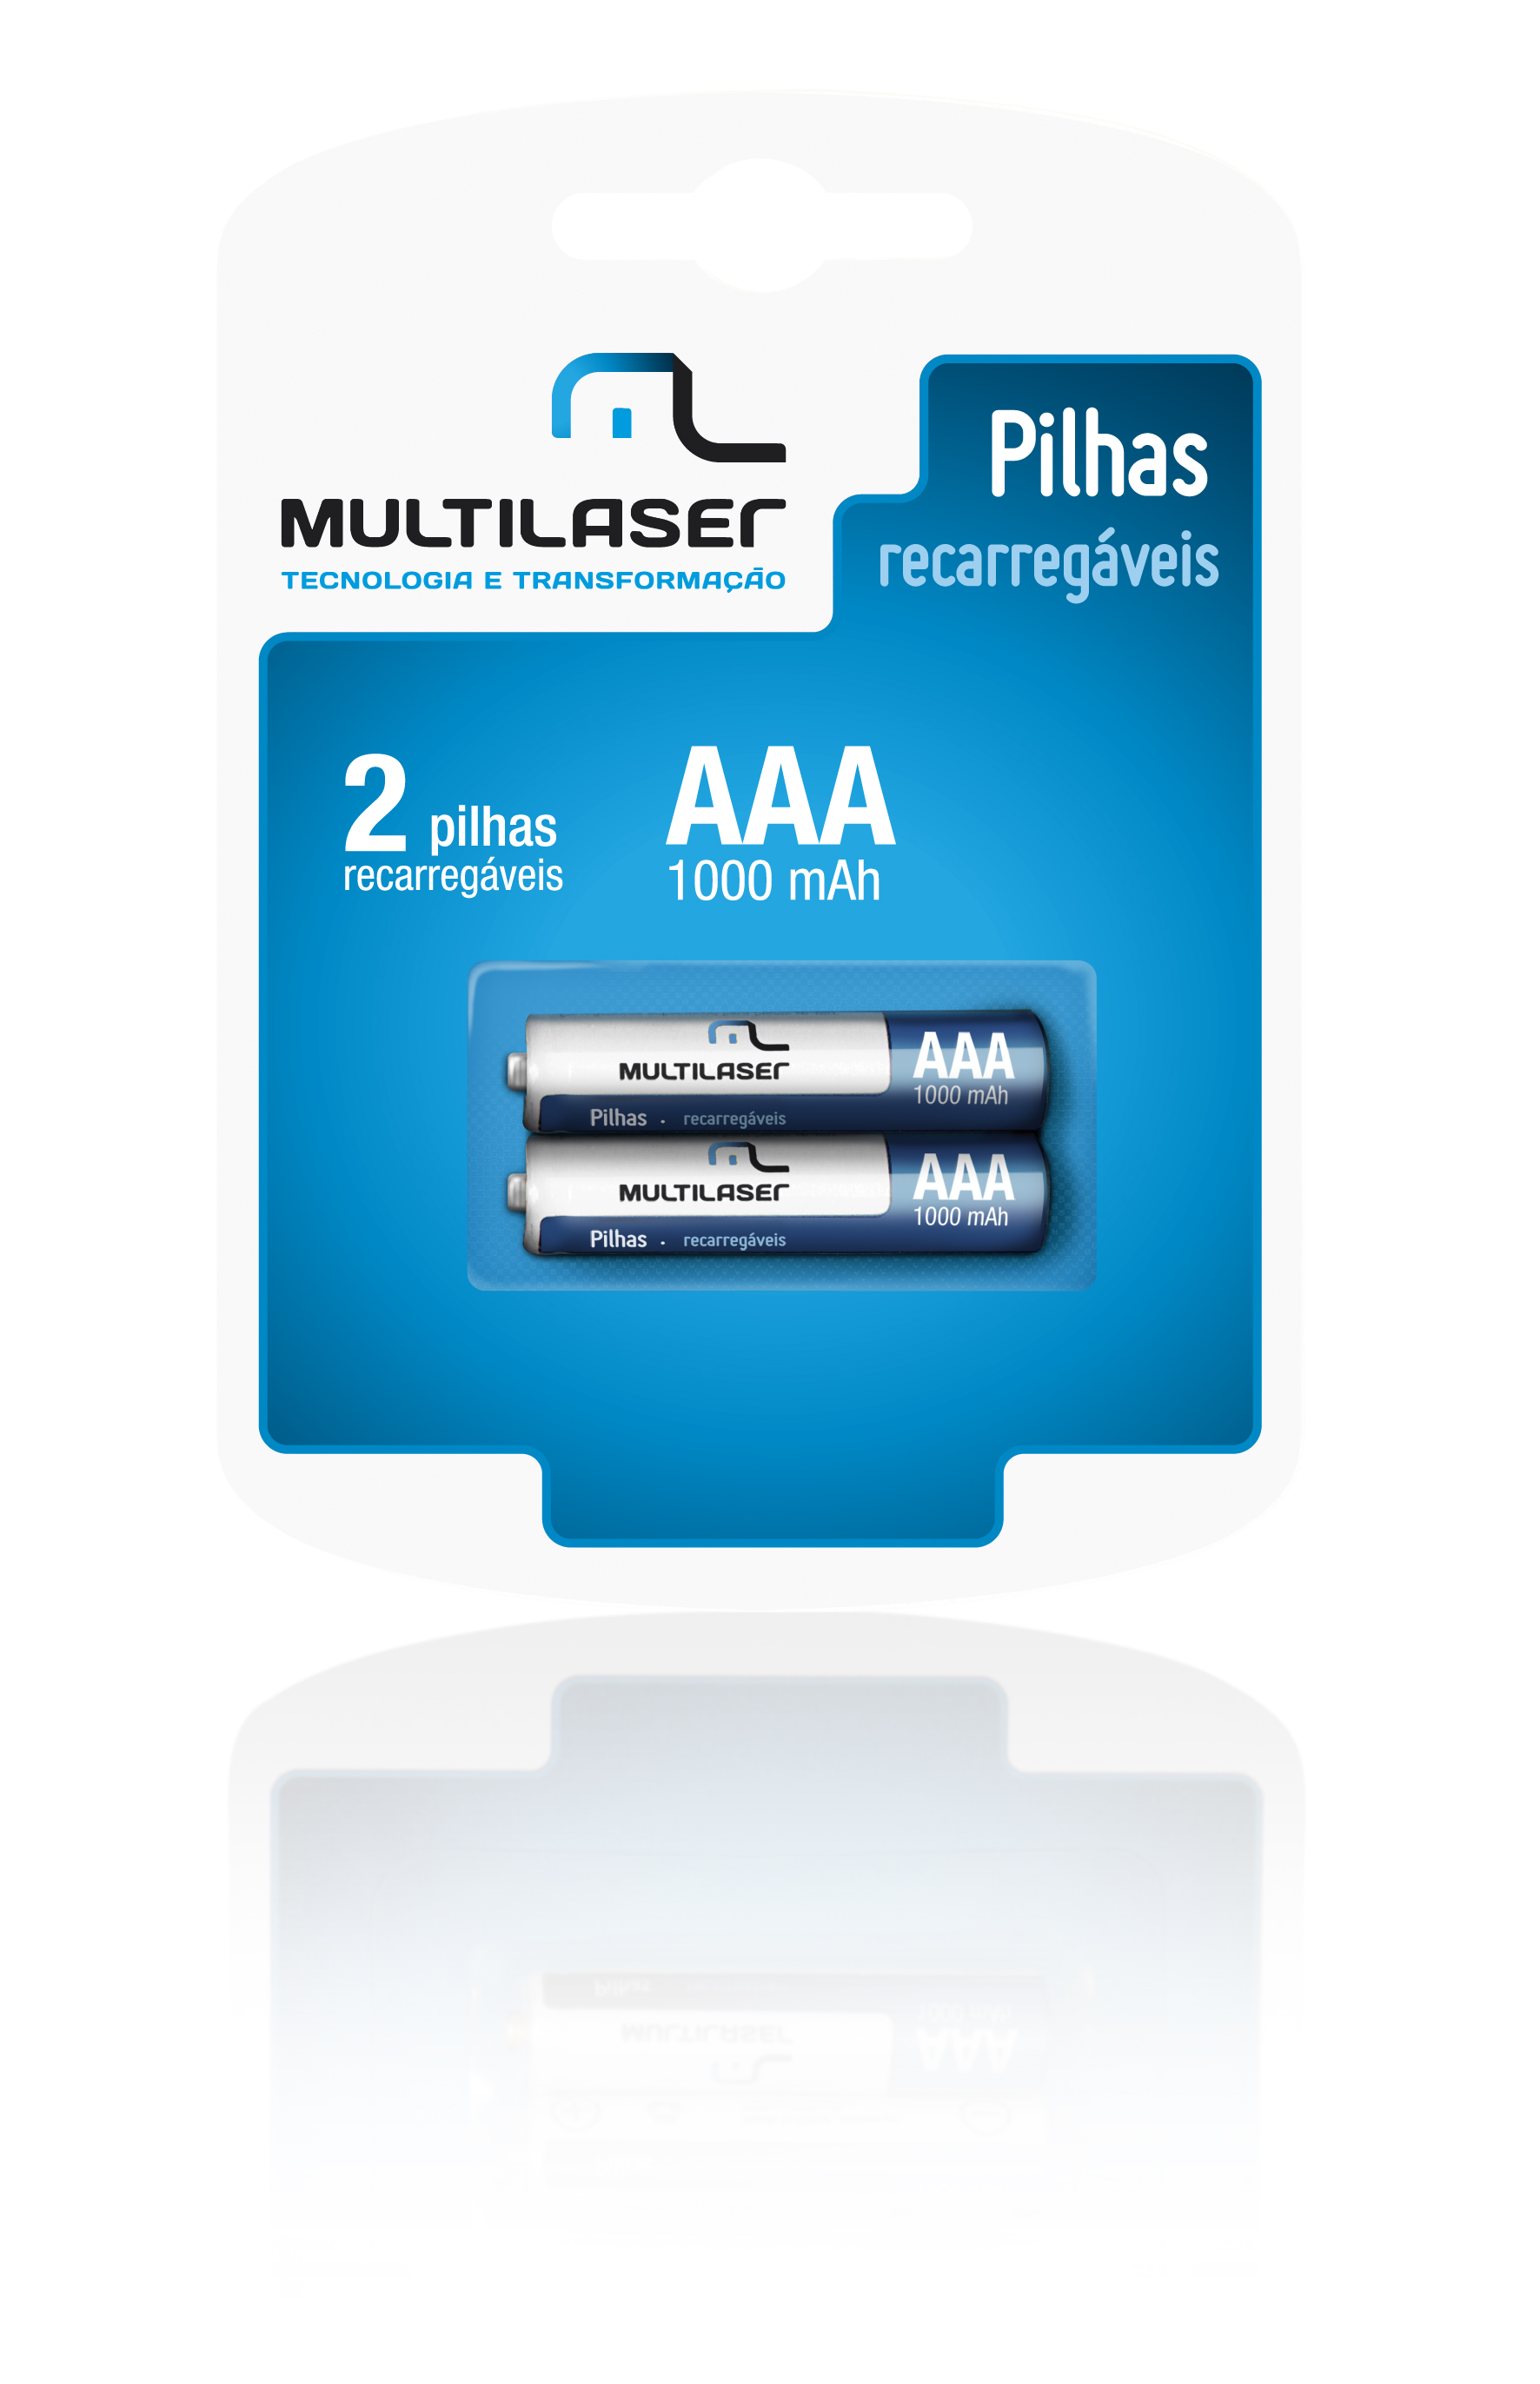 MULTILASER
TECNOLOGIA E TRANSFORMAÇÃO
Pilhas
recarregáveis
2 pilhas
recarregáveis
AAA
1000 mAh
MULTILASER
Pilhas . recarregáveis
AAA
1000 mAh
MULTILASER
Pilhas . recarregáveis
AAA
1000 mAh